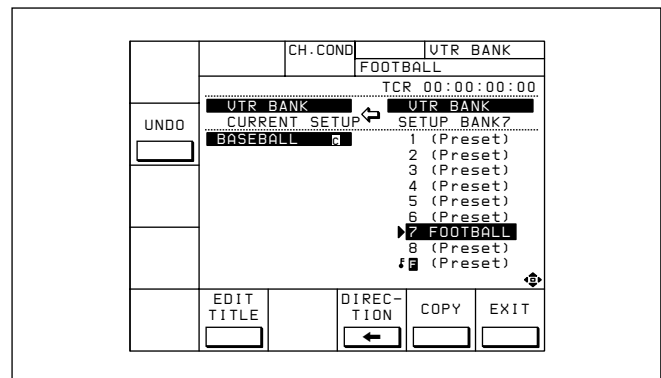 CH.COND VTR BANK
FOOTBALL
TCR 00:00:00:00
VTR BANK VTR BANK
UNDO CURRENT SETUP SETUP BANK7
BASEBALL C 1 (Preset)
2 (Preset)
3 (Preset)
4 (Preset)
5 (Preset)
6 (Preset)
7 FOOTBALL
8 (Preset)
F (Preset)
EDIT TITLE DIREC-TION COPY EXIT